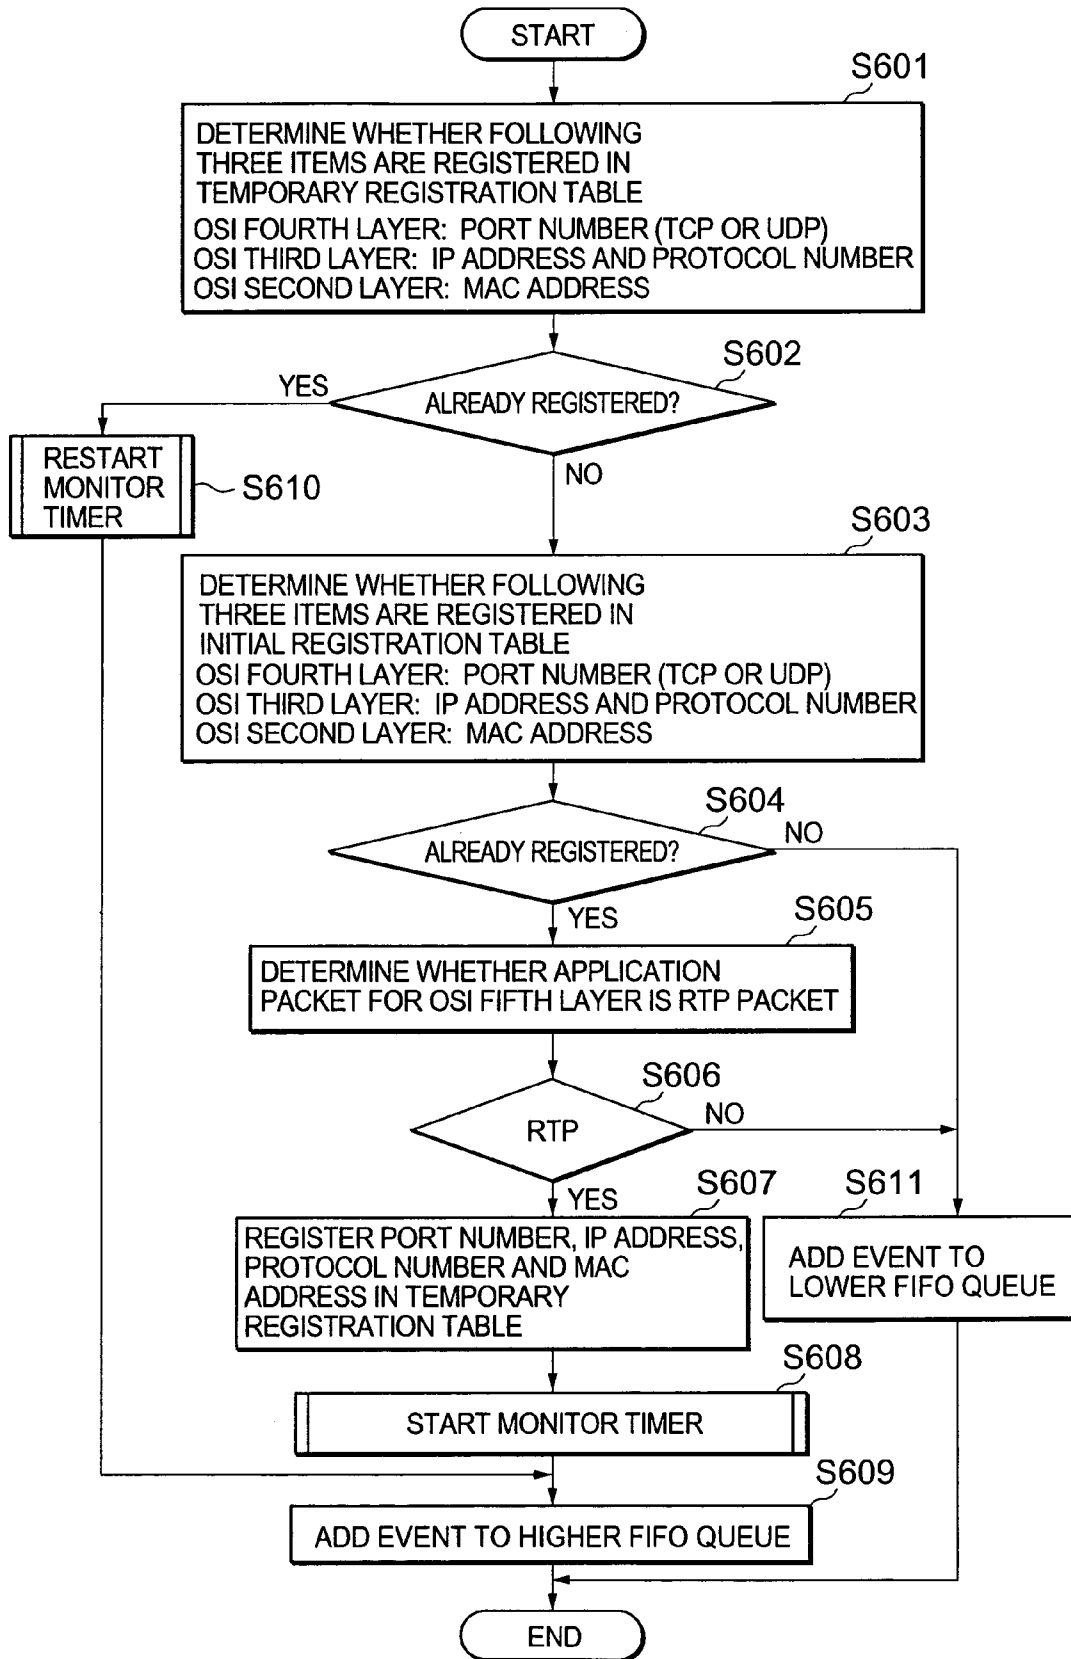 START
S601
DETERMINE WHETHER FOLLOWING
THREE ITEMS ARE REGISTERED IN
TEMPORARY REGISTRATION TABLE
OSI FOURTH LAYER: PORT NUMBER (TCP OR UDP)
OSI THIRD LAYER: IP ADDRESS AND PROTOCOL NUMBER
OSI SECOND LAYER: MAC ADDRESS
S602
YES
ALREADY REGISTERED?
NO
RESTART
MONITOR
TIMER
S610
S603
DETERMINE WHETHER FOLLOWING
THREE ITEMS ARE REGISTERED IN
INITIAL REGISTRATION TABLE
OSI FOURTH LAYER: PORT NUMBER (TCP OR UDP)
OSI THIRD LAYER: IP ADDRESS AND PROTOCOL NUMBER
OSI SECOND LAYER: MAC ADDRESS
S604
ALREADY REGISTERED?
NO
YES
S605
DETERMINE WHETHER APPLICATION
PACKET FOR OSI FIFTH LAYER IS RTP PACKET
S606
RTP
NO
YES
S607
REGISTER PORT NUMBER, IP ADDRESS,
PROTOCOL NUMBER AND MAC
ADDRESS IN TEMPORARY
REGISTRATION TABLE
S611
ADD EVENT TO
LOWER FIFO QUEUE
S608
START MONITOR TIMER
S609
ADD EVENT TO HIGHER FIFO QUEUE
END